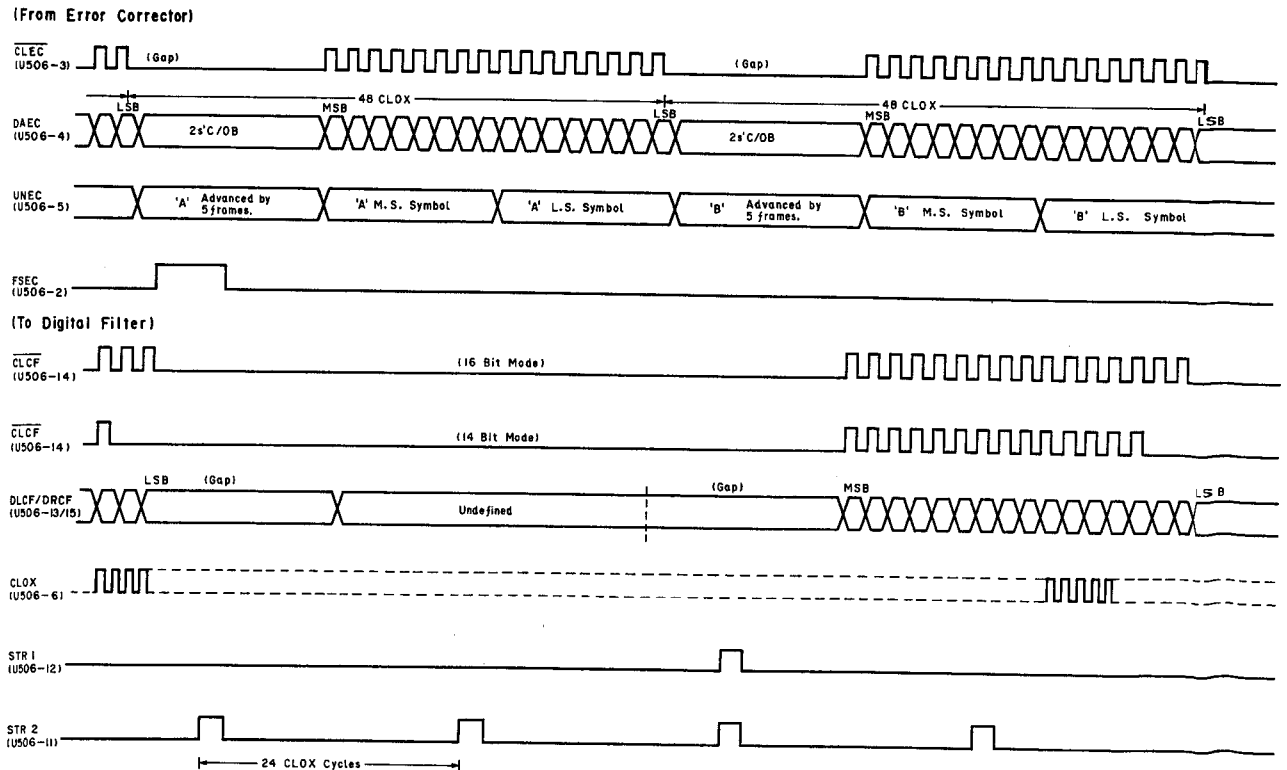 (From Error Corrector)
CLEC
(U506-3)
(Gap)
(Gap)
LSB
48 CLOX
48 CLOX
DAEC
(U506-4)
2s'C/OB
MSB
LSB
2s'C/OB
MSB
LSB
UNEC
(U506-5)
'A' Advanced by
5 frames.
'A' M.S. Symbol
'A' L.S. Symbol
'B' Advanced by
5 frames.
'B' M.S. Symbol
'B' L.S. Symbol
FSEC
(U506-2)
(To Digital Filter)
CLCF
(U506-14)
(16 Bit Mode)
CLCF
(U506-14)
(14 Bit Mode)
LSB
(Gap)
(Gap)
MSB
LSB
DLCF/DRCF
(U506-13/15)
Undefined
CLOX
(U506-6)
STR 1
(U506-12)
STR 2
(U506-11)
24 CLOX Cycles